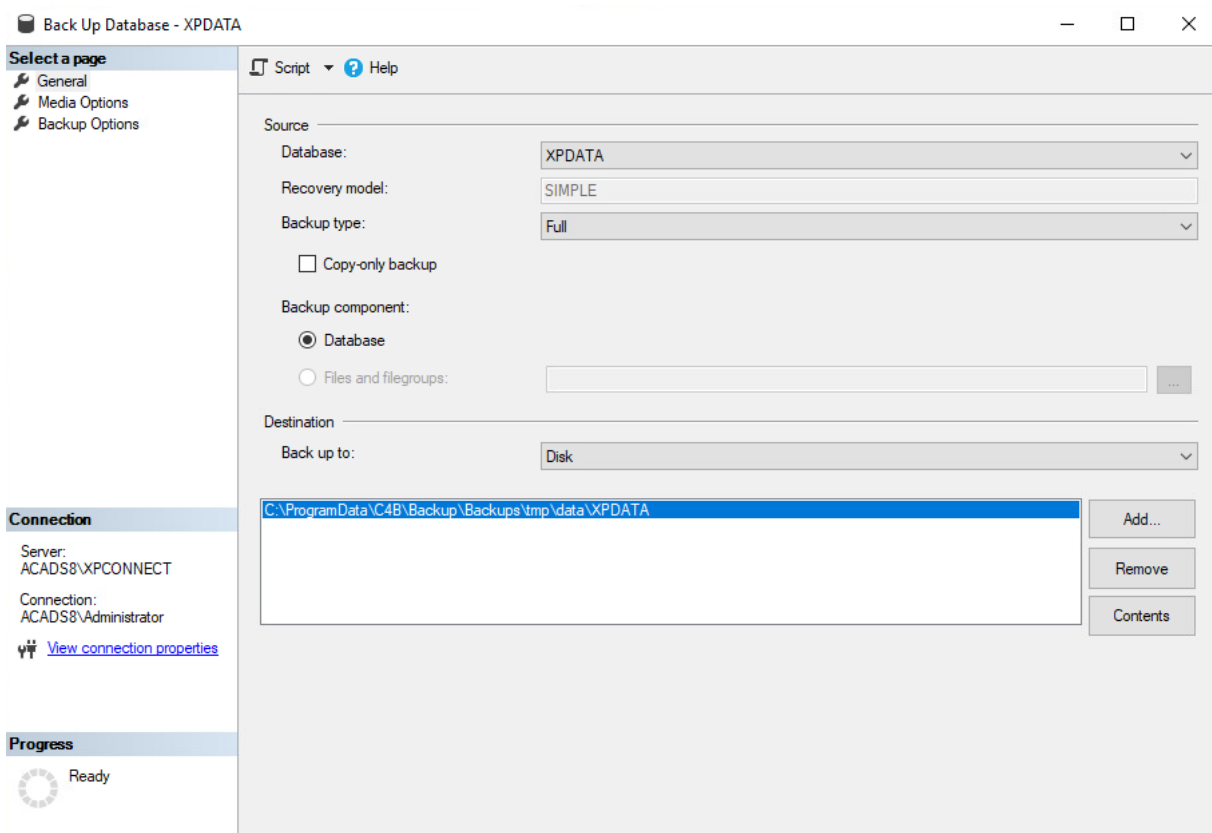 Back Up Database - XPDATA
Select a page
General
Media Options
Backup Options
Script
Help
Source
Database:
XPDATA
Recovery model:
SIMPLE
Backup type:
Full
Copy-only backup
Backup component:
Database
Files and filegroups:
...
Destination
Back up to:
Disk
C:\ProgramData\C4B\Backup\Backups\tmp\data\XPDATA
Add...
Remove
Contents
Connection
Server:
ACADS8\XPCONNECT
Connection:
ACADS8\Administrator
View connection properties
Progress
Ready